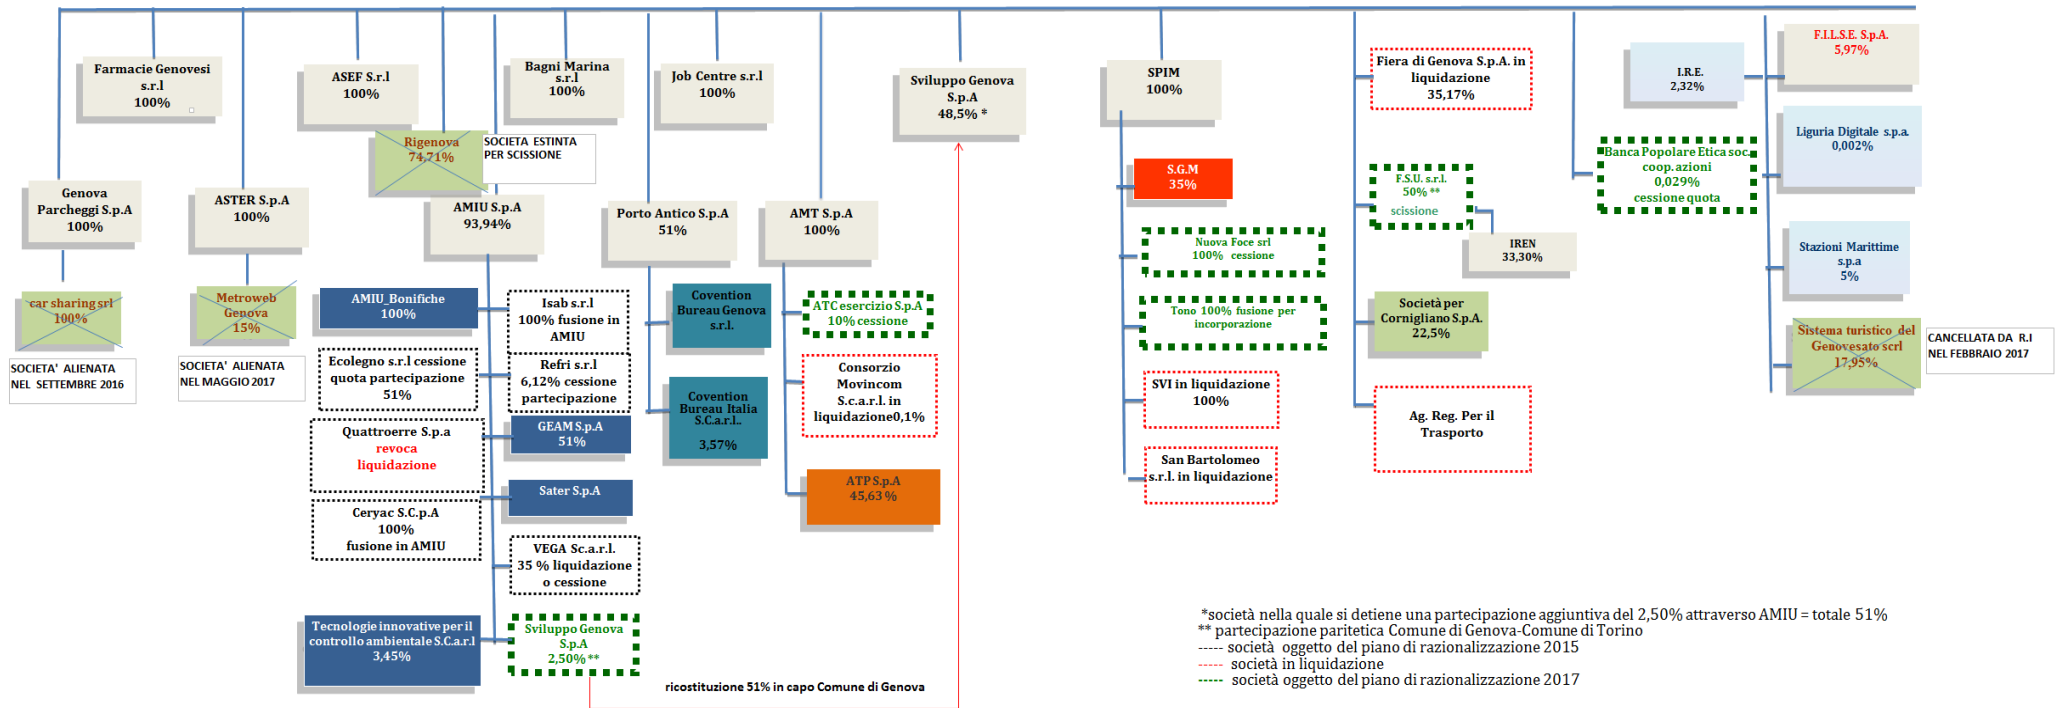 Farmacie Genovesi
s.r.l
100%
ASEF S.r.l
100%
Bagni Marina
s.r.l
100%
Job Centre s.r.l
100%
Sviluppo Genova
S.p.A
48,5% *
SPIM
100%
Fiera di Genova S.p.A. in
liquidazione
35,17%
I.R.E.
2,32%
F.I.L.S.E. S.p.A.
5,97%
Rigenova
74,71%
SOCIETA ESTINTA
PER SCISSIONE
Liguria Digitale s.p.a.
0,002%
Banca Popolare Etica soc.
coop. azioni
0,029%
cessione quota
S.G.M
35%
F.S.U. s.r.l.
50% **
scissione
Genova
Parcheggi S.p.A
100%
ASTER S.p.A
100%
AMIU S.p.A
93,94%
Porto Antico S.p.A
51%
AMT S.p.A
100%
Nuova Foce srl
100% cessione
IREN
33,30%
Stazioni Marittime
s.p.a
5%
car sharing srl
100%
Metroweb
Genova
15%
AMIU_Bonifiche
100%
Isab s.r.l
100% fusione in
AMIU
Covention
Bureau Genova
s.r.l.
ATC esercizio S.p.A
10% cessione
Tono 100% fusione per
incorporazione
Società per
Cornigliano S.p.A.
22,5%
Sistema turistico del
Genovesato scrl
17,95%
CANCELLATA DA R.I
NEL FEBBRAIO 2017
SOCIETA' ALIENATA
NEL SETTEMBRE 2016
SOCIETA' ALIENATA
NEL MAGGIO 2017
Ecolegno s.r.l cessione
quota partecipazione
51%
Refri s.r.l
6,12% cessione
partecipazione
Consorzio
Movincom
S.c.a.r.l. in
liquidazione0,1%
SVI in liquidazione
100%
Covention
Bureau Italia
S.C.a.r.l..
3,57%
Quattroerre S.p.a
revoca
liquidazione
GEAM S.p.A
51%
Ag. Reg. Per il
Trasporto
San Bartolomeo
s.r.l. in liquidazione
ATP S.p.A
45,63%
Sater S.p.A
Ceryac S.C.p.A
100%
fusione in AMIU
VEGA Sc.a.r.l.
35 % liquidazione
o cessione
Tecnologie innovative per il
controllo ambientale S.C.a.r.l
3,45%
Sviluppo Genova
S.p.A
2,50% **
ricostituzione 51% in capo Comune di Genova
*società nella quale si detiene una partecipazione aggiuntiva del 2,50% attraverso AMIU = totale 51%
** partecipazione paritetica Comune di Genova-Comune di Torino
----- società oggetto del piano di razionalizzazione 2015
----- società in liquidazione
----- società oggetto del piano di razionalizzazione 2017